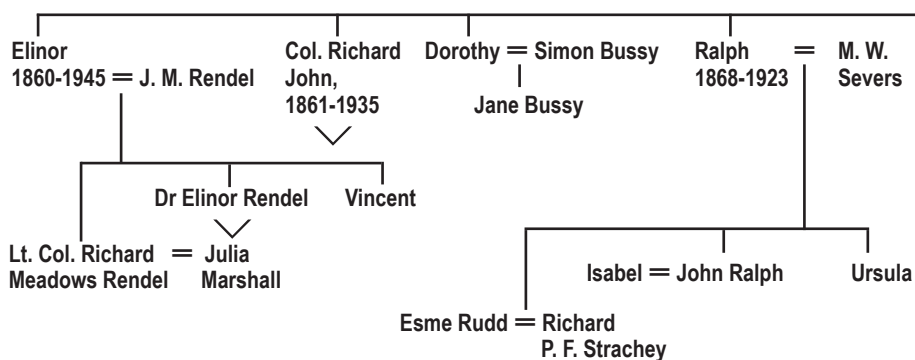 Elinor
1860-1945 = J. M. Rendel
Col. Richard
John,
1861-1935
Dorothy = Simon Bussy
Jane Bussy
Ralph = M. W.
1868-1923 Severs
Dr Elinor Rendel
Vincent
Lt. Col. Richard = Julia
Meadows Rendel Marshall
Isabel = John Ralph
Ursula
Esme Rudd = Richard
P. F. Strachey